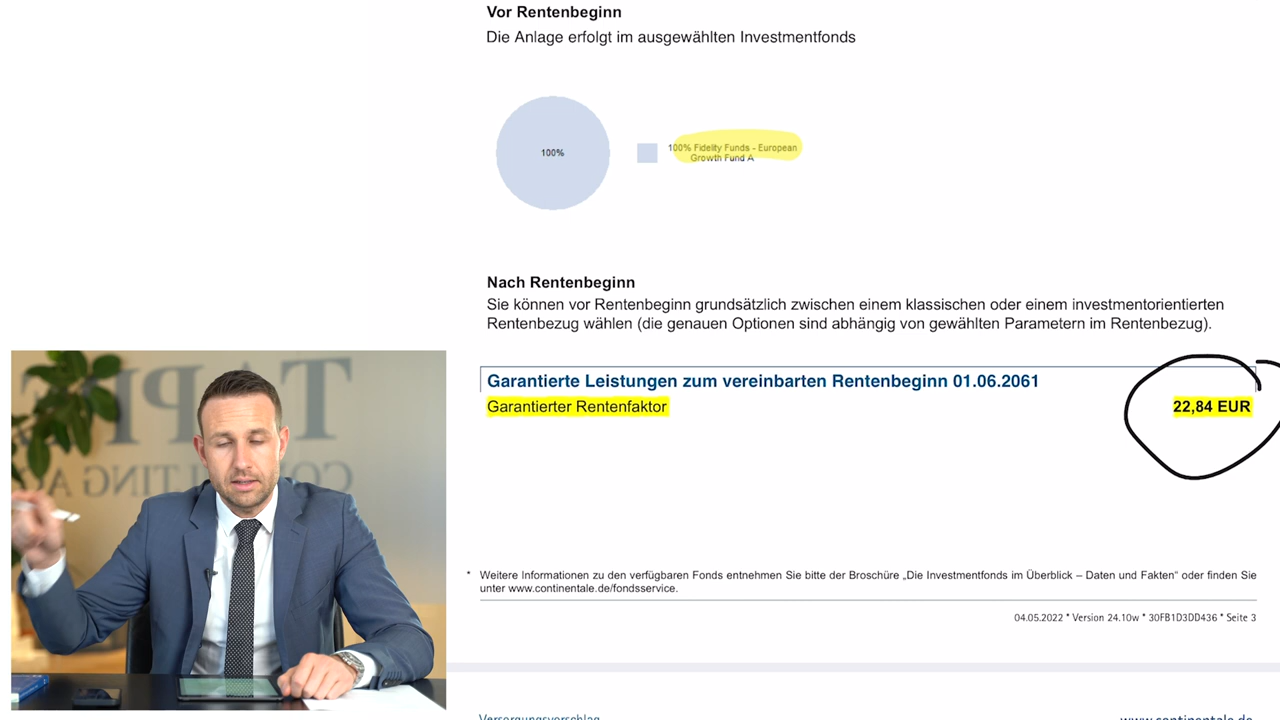 Vor Rentenbeginn
Die Anlage erfolgt im ausgewählten Investmentfonds
100%
100% Fidelity Funds - European
Growth Fund A
Nach Rentenbeginn
Sie können vor Rentenbeginn grundsätzlich zwischen einem klassischen oder einem investmentorientierten
Rentenbezug wählen (die genauen Optionen sind abhängig von gewählten Parametern im Rentenbezug).
Garantierte Leistungen zum vereinbarten Rentenbeginn 01.06.2061
Garantierter Rentenfaktor 22,84 EUR
* Weitere Informationen zu den verfügbaren Fonds entnehmen Sie bitte der Broschüre „Die Investmentfonds im Überblick – Daten und Fakten“ oder finden Sie
unter www.continentale.de/fondsservice.
04.05.2022 * Version 24.10w * 30FB1D3DD436 * Seite 3
Versorgungsvorschlag www.continentale.de